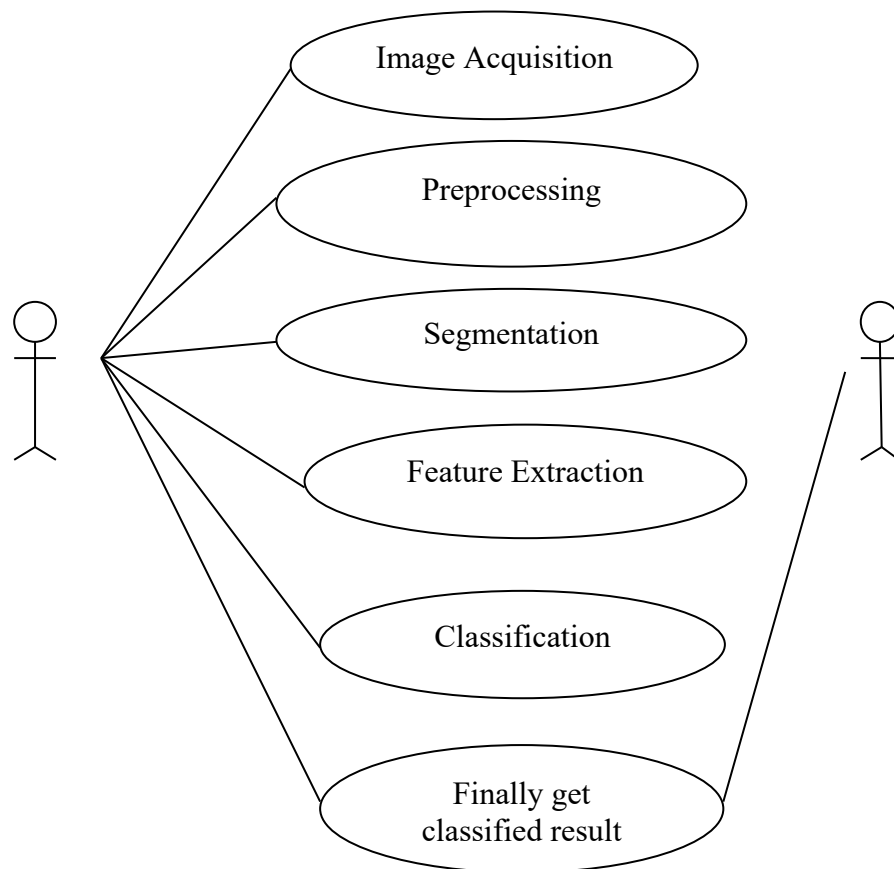 Image Acquisition
Preprocessing
Segmentation
Feature Extraction
Classification
Finally get
classified result